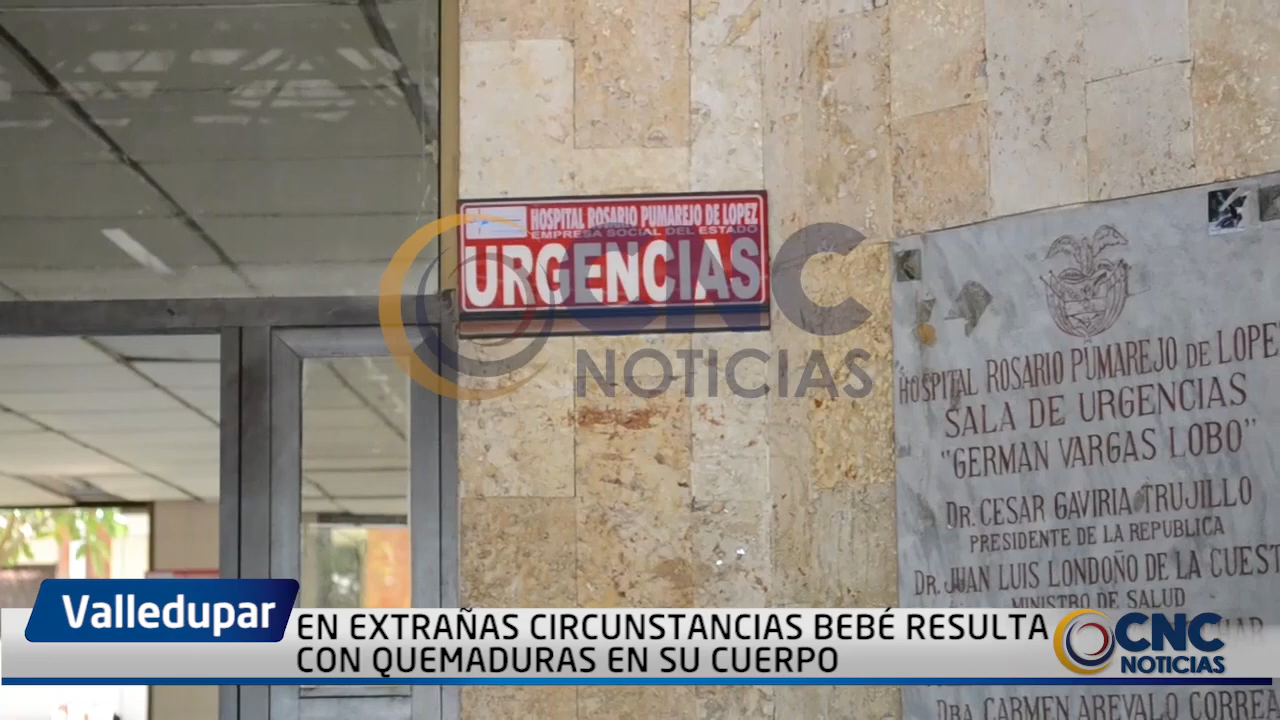 HOSPITAL ROSARIO PUMAREJO DE LOPEZ
EMPRESA SOCIAL DEL ESTADO
URGENCIAS
CNC
NOTICIAS
HOSPITAL ROSARIO PUMAREJO DE LOPE
SALA DE URGENCIAS
"GERMAN VARGAS LOBO"
DR. CESAR GAVIRIA TRUJILLO
PRESIDENTE DE LA REPUBLICA
DR. JUAN LUIS LONDOÑO DE LA CUEST
MINISTRO DE SALUD
DRA. CARMEN AREVALO CORREA
Valledupar
EN EXTRAÑAS CIRCUNSTANCIAS BEBÉ RESULTA
CON QUEMADURAS EN SU CUERPO
CNC
NOTICIAS